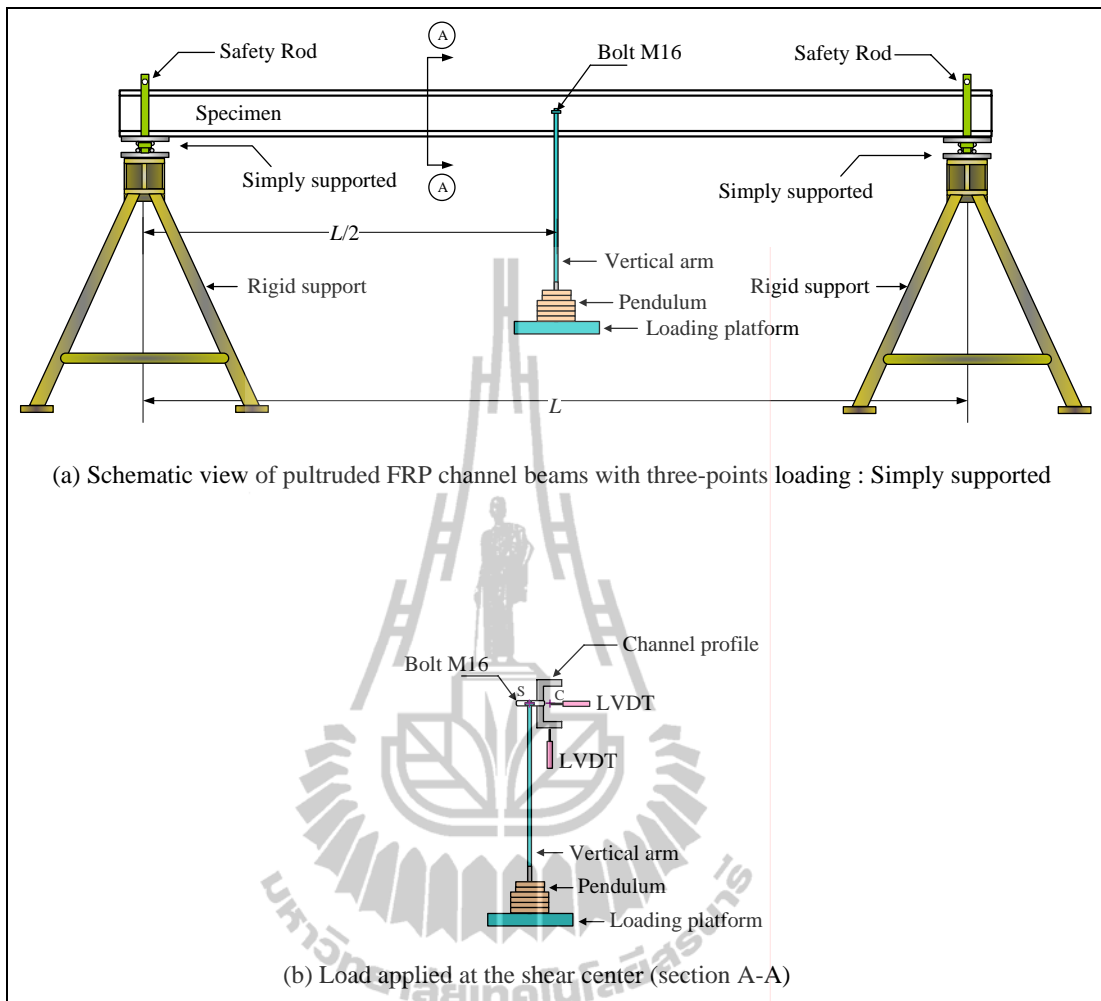 A
Safety Rod
Bolt M16
Safety Rod
Specimen
Simply supported
A
Simply supported
L/2
Vertical arm
Rigid support
Rigid support
Pendulum
Loading platform
L
(a) Schematic view of pultruded FRP channel beams with three-points loading : Simply supported
Channel profile
Bolt M16
S
C
LVDT
LVDT
Vertical arm
Pendulum
Loading platform
(b) Load applied at the shear center (section A-A)